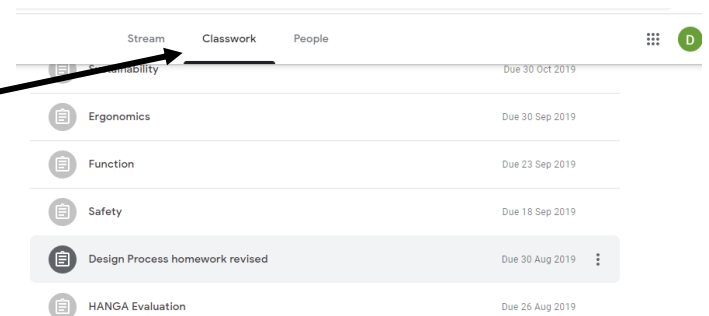 Stream Classwork People
D
Sustainability Due 30 Oct 2019
Ergonomics Due 30 Sep 2019
Function Due 23 Sep 2019
Safety Due 18 Sep 2019
Design Process homework revised Due 30 Aug 2019
HANGA Evaluation Due 26 Aug 2019